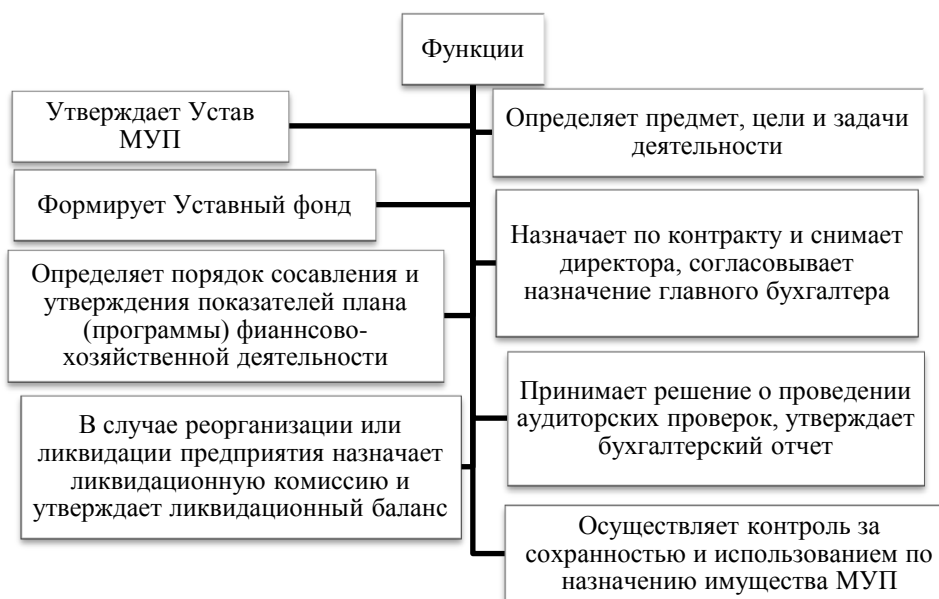 Функции
Утверждает Устав
МУП
Определяет предмет, цели и задачи
деятельности
Формирует Уставный фонд
Назначает по контракту и снимает
директора, согласовывает
назначение главного бухгалтера
Определяет порядок сосавления и
утверждения показателей плана
(программы) фианнсово-
хозяйственной деятельности
Принимает решение о проведении
аудиторских проверок, утверждает
бухгалтерский отчет
В случае реорганизации или
ликвидации предприятия назначает
ликвидационную комиссию и
утверждает ликвидационный баланс
Осуществляет контроль за
сохранностью и использованием по
назначению имущества МУП